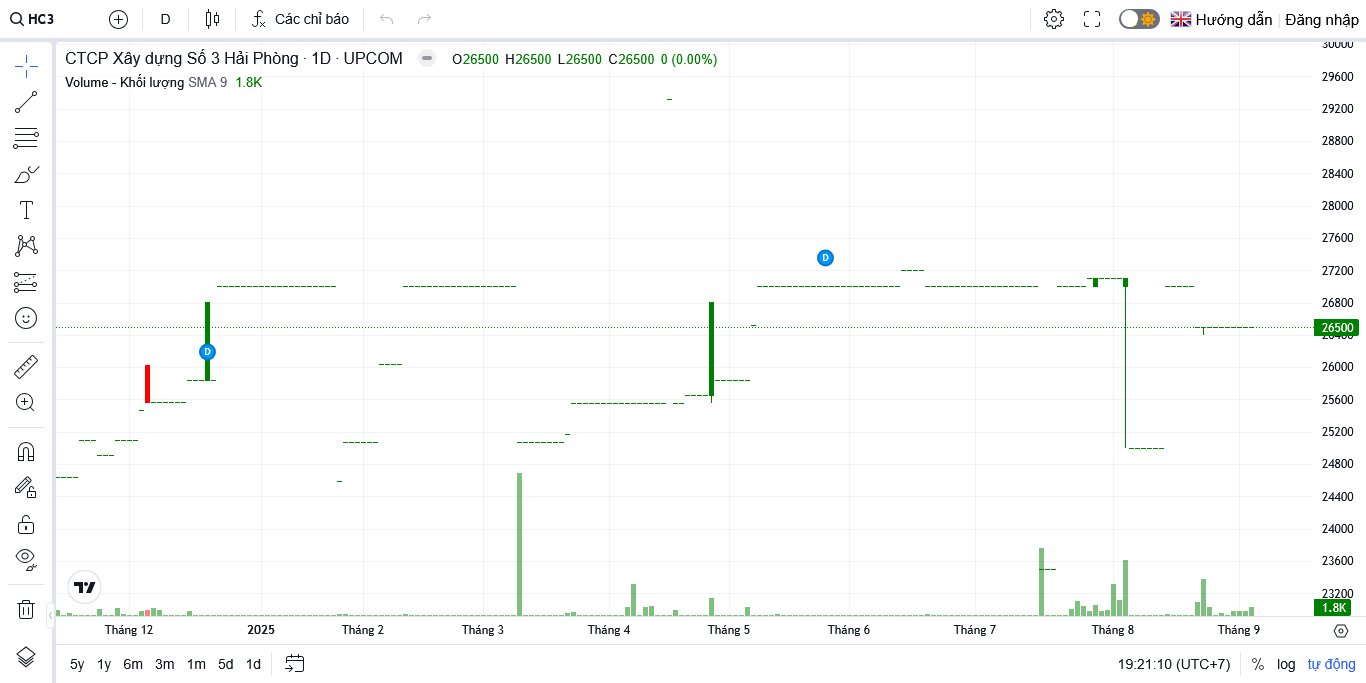 HC3 D Các chỉ báo Hướng dẫn Đăng nhập
CTCP Xây dựng Số 3 Hải Phòng · 1D · UPCOM O26500 H26500 L26500 C26500 0 (0.00%)
Volume - Khối lượng SMA 9 1.8K
30000
29600
29200
28800
28400
28000
27600
D
27200
26800
26500
26400
D
26000
25600
25200
24800
24400
24000
23600
23200
1.8K
Tháng 12 2025 Tháng 2 Tháng 3 Tháng 4 Tháng 5 Tháng 6 Tháng 7 Tháng 8 Tháng 9
5y 1y 6m 3m 1m 5d 1d 19:21:10 (UTC+7) % log tự động